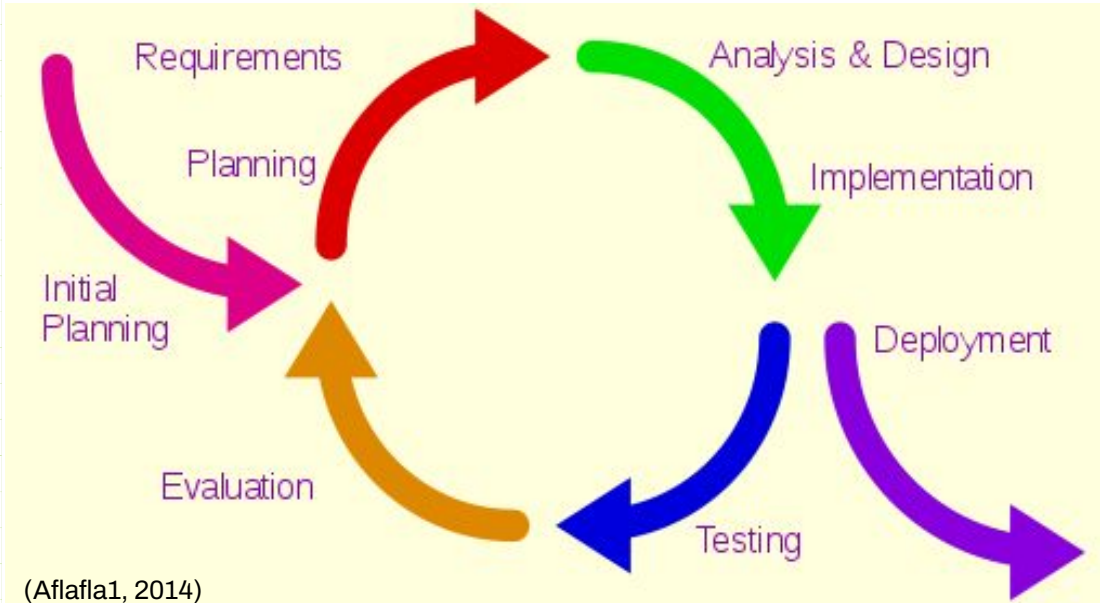 Requirements
Analysis & Design
Planning
Implementation
Initial
Planning
Deployment
Evaluation
Testing
(Aflafla1, 2014)